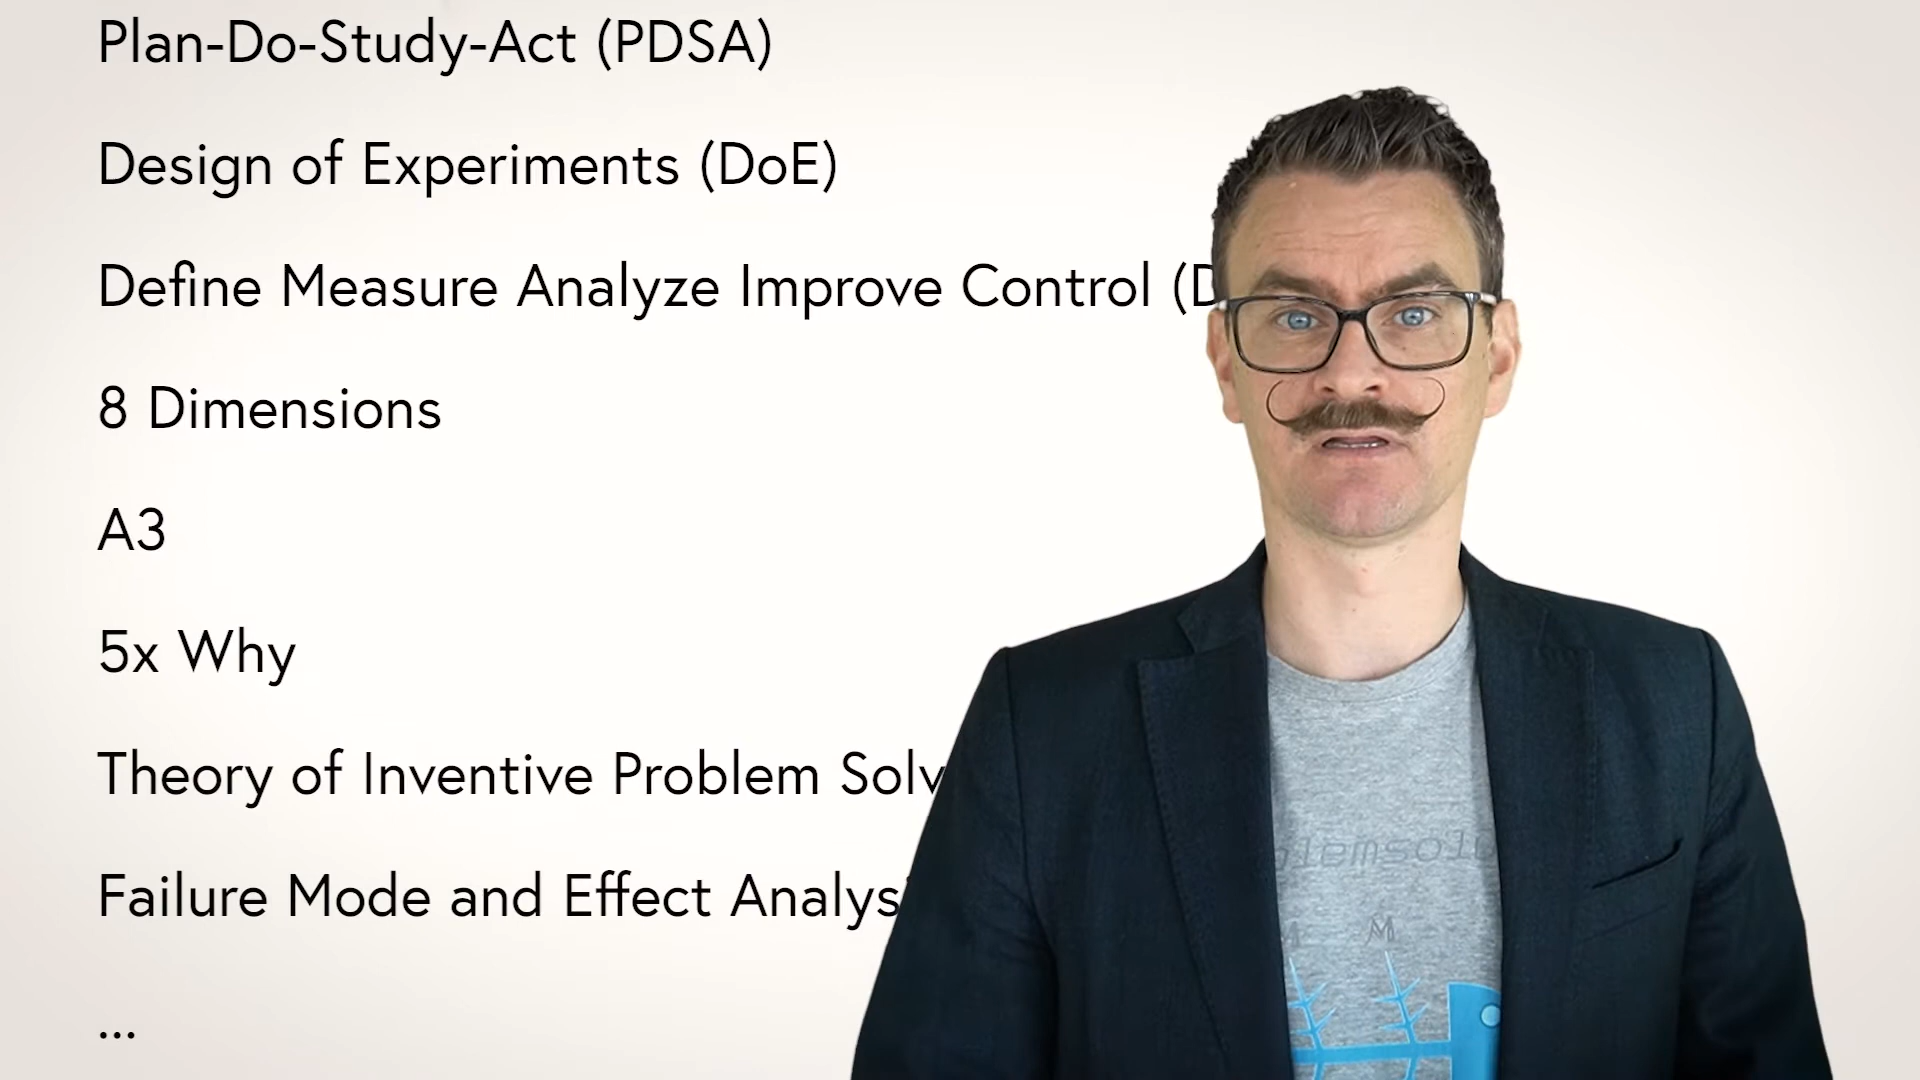 Plan-Do-Study-Act (PDSA)
Design of Experiments (DoE)
Define Measure Analyze Improve Control (D
8 Dimensions
A3
5x Why
Theory of Inventive Problem Solv
Failure Mode and Effect Analys
...